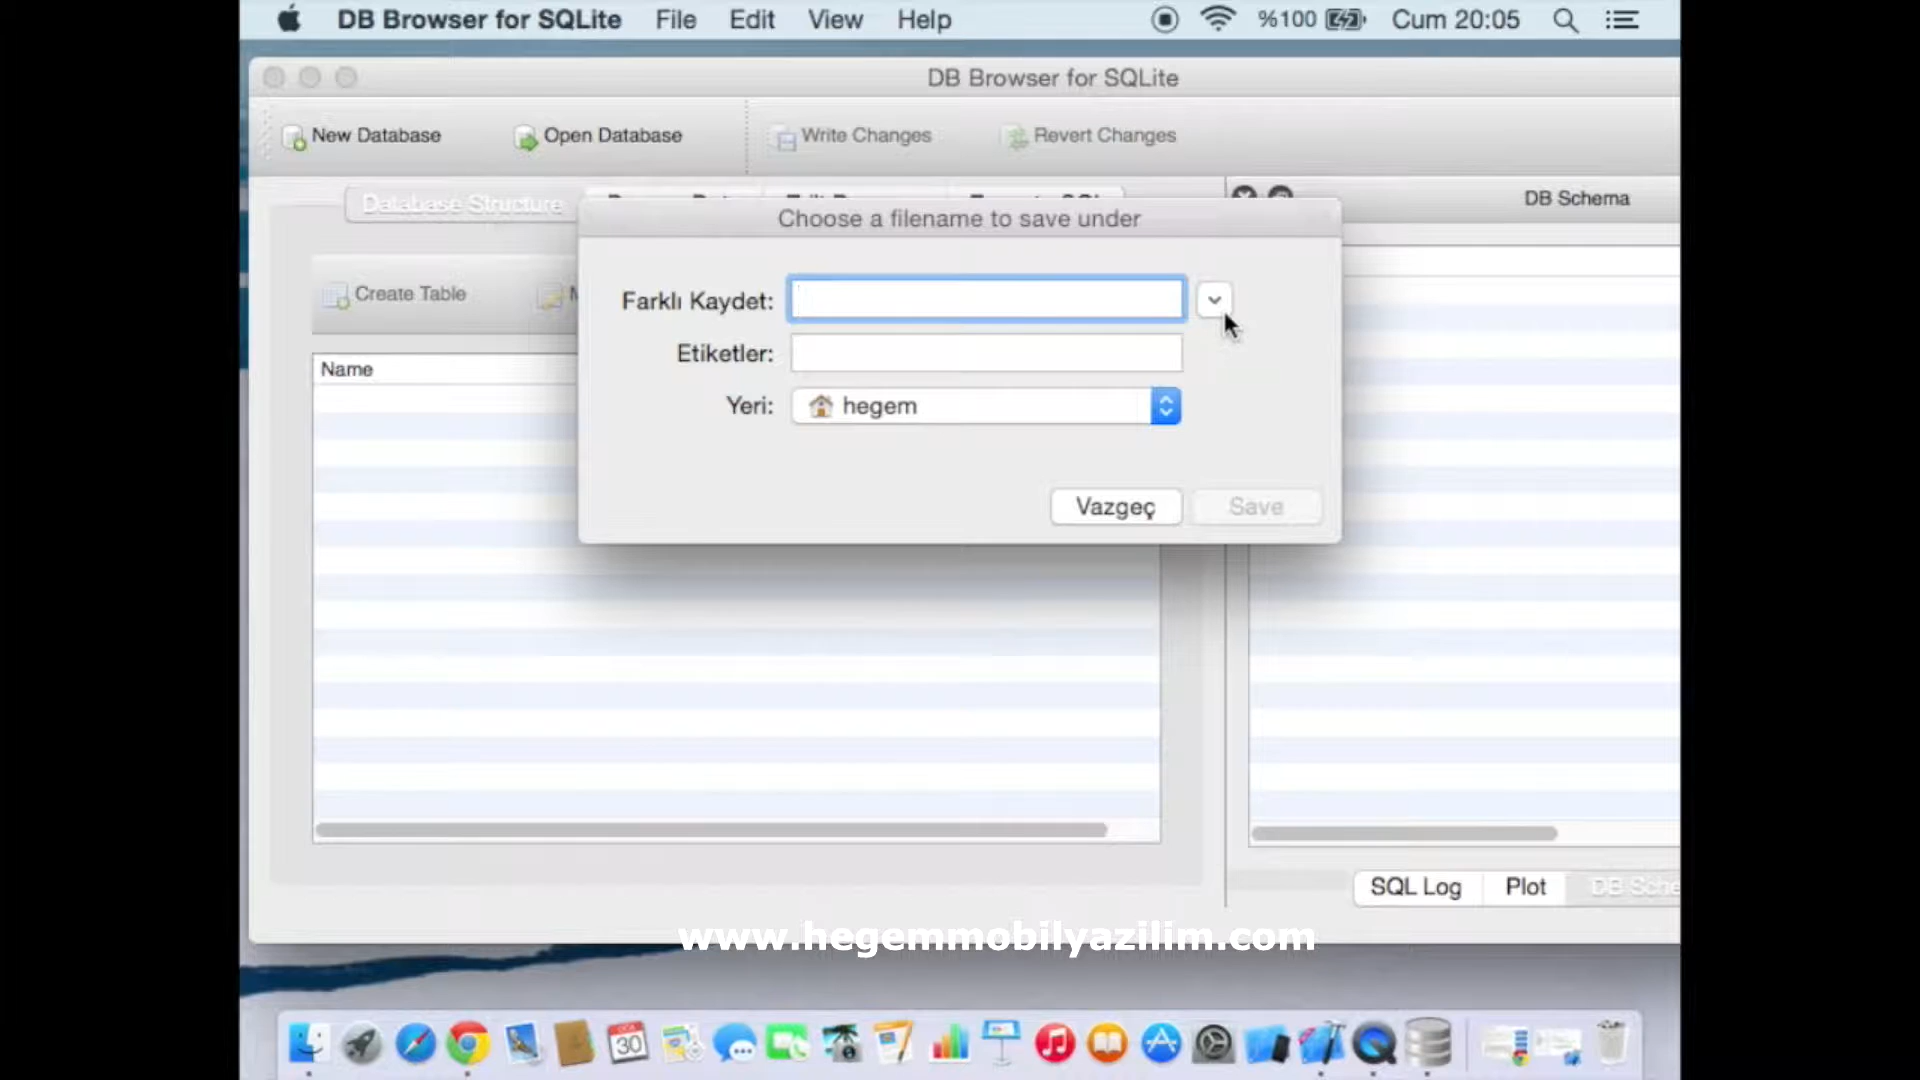 DB Browser for SQLite File Edit View Help %100 Cum 20:05
DB Browser for SQLite
New Database Open Database Write Changes Revert Changes
Database Structure
DB Schema
Choose a filename to save under
Create Table
Farklı Kaydet:
Etiketler:
Name
Yeri: hegem
Vazgeç Save
SQL Log Plot
www.hegemmobilyazilim.com
30